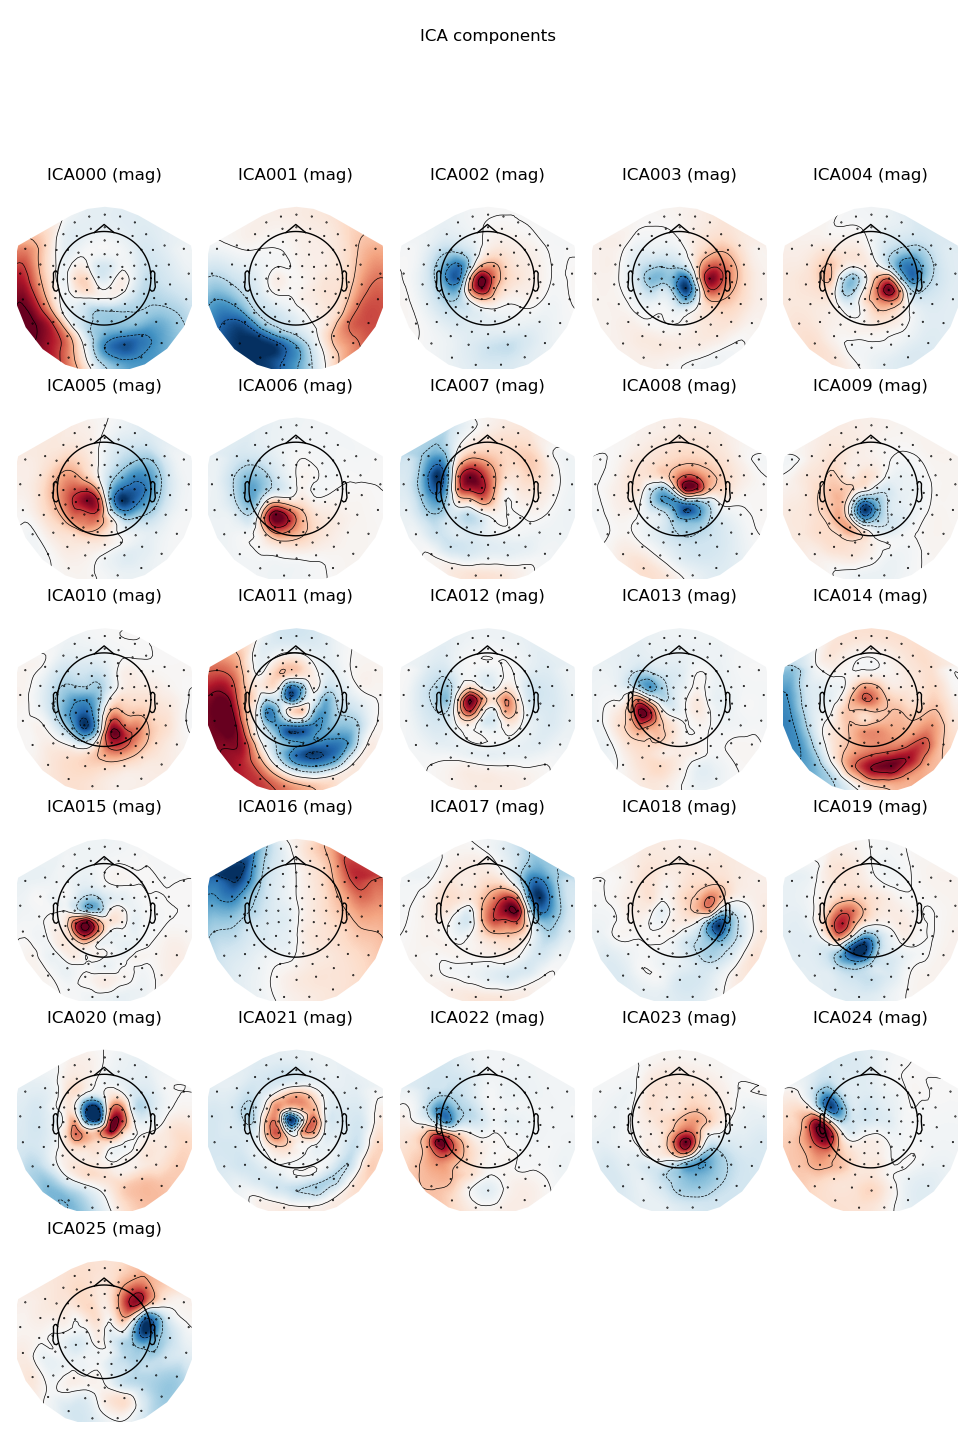 ICA components
ICA000 (mag) ICA001 (mag) ICA002 (mag) ICA003 (mag) ICA004 (mag)
ICA005 (mag) ICA006 (mag) ICA007 (mag) ICA008 (mag) ICA009 (mag)
ICA010 (mag) ICA011 (mag) ICA012 (mag) ICA013 (mag) ICA014 (mag)
ICA015 (mag) ICA016 (mag) ICA017 (mag) ICA018 (mag) ICA019 (mag)
ICA020 (mag) ICA021 (mag) ICA022 (mag) ICA023 (mag) ICA024 (mag)
ICA025 (mag)